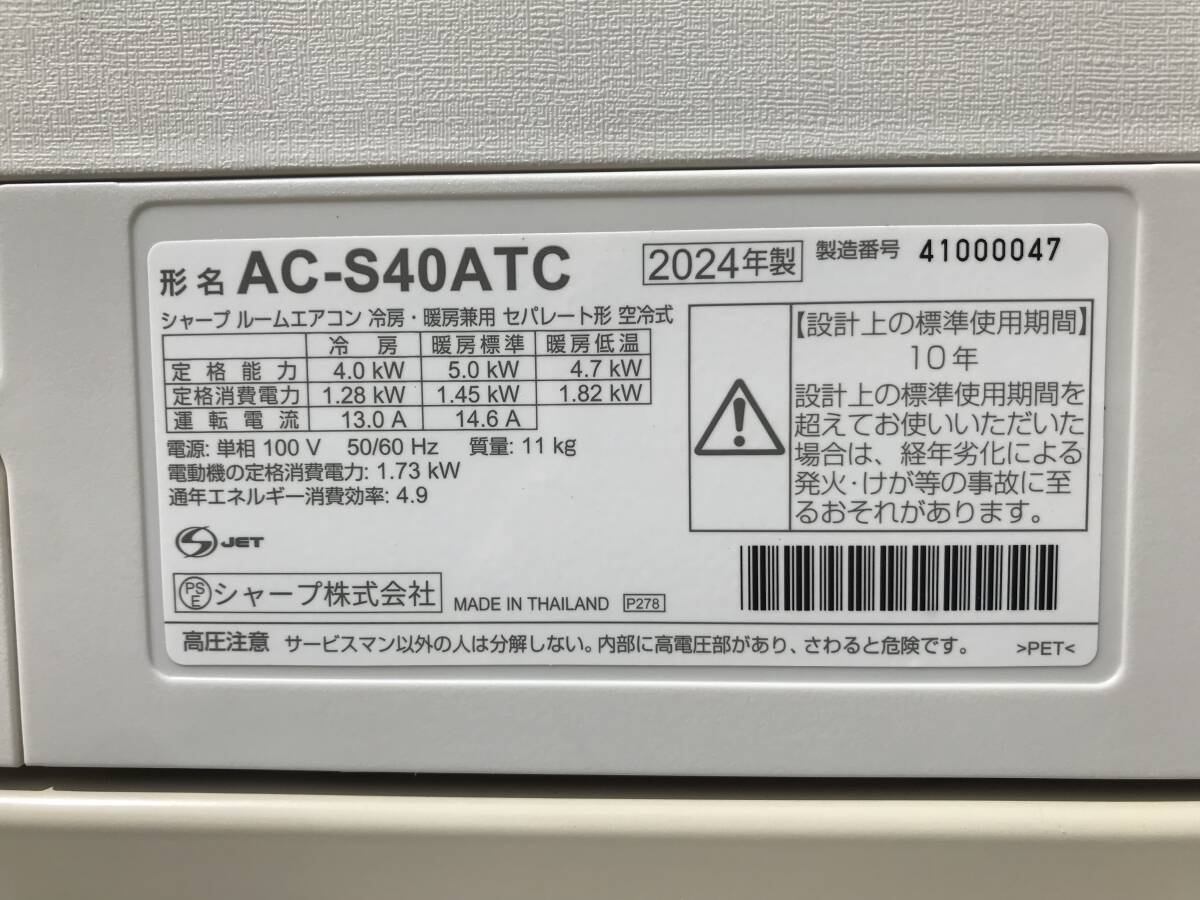 形名 AC-S40ATC 2024年製 製造番号 41000047
シャープ ルームエアコン 冷房・暖房兼用 セパレート形 空冷式
冷房 暖房標準 暖房低温
定格能力 4.0 kW 5.0 kW 4.7 kW
定格消費電力 1.28 kW 1.45 kW 1.82 kW
運転電流 13.0 A 14.6 A
電源: 単相 100 V 50/60 Hz 質量: 11 kg
電動機の定格消費電力: 1.73 kW
通年エネルギー消費効率: 4.9
【設計上の標準使用期間】
10年
設計上の標準使用期間を
超えてお使いいただいた
場合は、経年劣化による
発火・けが等の事故に至
るおそれがあります。
S JET
PS E シャープ株式会社 MADE IN THAILAND P278
高圧注意 サービスマン以外の人は分解しない。内部に高電圧部があり、さわると危険です。 >PET<